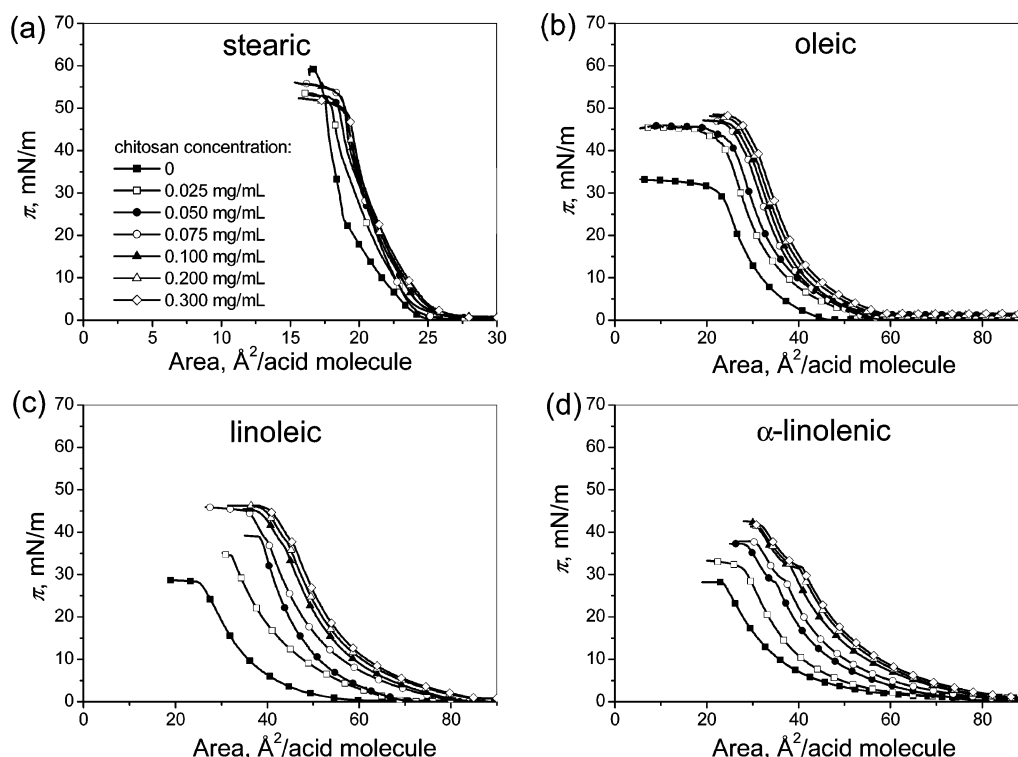 (a)
stearic
70
60
50
40
30
20
10
0
π, mN/m
chitosan concentration:
0
0.025 mg/mL
0.050 mg/mL
0.075 mg/mL
0.100 mg/mL
0.200 mg/mL
0.300 mg/mL
0 5 10 15 20 25 30
Area, Å²/acid molecule
(b)
oleic
70
60
50
40
30
20
10
0
π, mN/m
0 20 40 60 80
Area, Å²/acid molecule
(c)
linoleic
70
60
50
40
30
20
10
0
π, mN/m
0 20 40 60 80
Area, Å²/acid molecule
(d)
α-linolenic
70
60
50
40
30
20
10
0
π, mN/m
0 20 40 60 80
Area, Å²/acid molecule